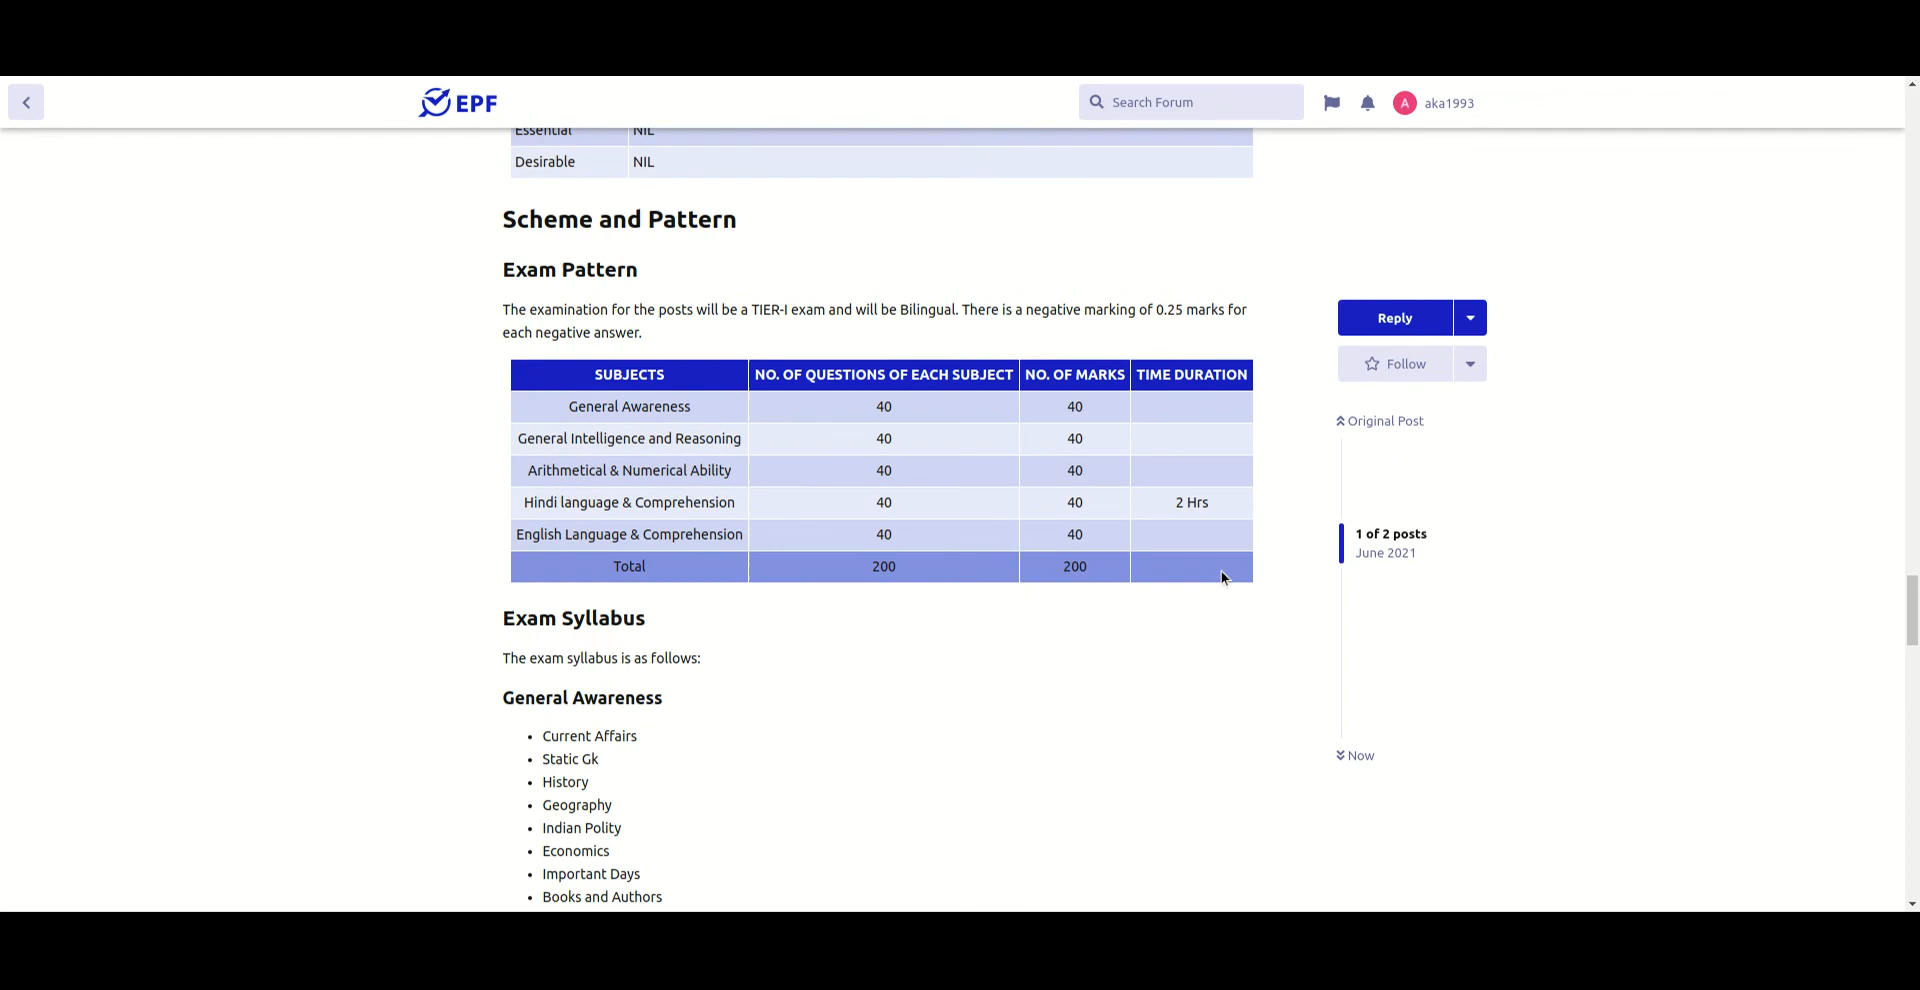 EPF
Search Forum
A
aka1993
Essential NIL
Desirable NIL
Scheme and Pattern
Exam Pattern
The examination for the posts will be a TIER-I exam and will be Bilingual. There is a negative marking of 0.25 marks for
each negative answer.
SUBJECTS NO. OF QUESTIONS OF EACH SUBJECT NO. OF MARKS TIME DURATION
General Awareness 40 40
General Intelligence and Reasoning 40 40
Arithmetical & Numerical Ability 40 40
Hindi language & Comprehension 40 40 2 Hrs
English Language & Comprehension 40 40
Total 200 200
Exam Syllabus
The exam syllabus is as follows:
General Awareness
• Current Affairs
• Static Gk
• History
• Geography
• Indian Polity
• Economics
• Important Days
• Books and Authors
Reply
Follow
Original Post
1 of 2 posts
June 2021
Now